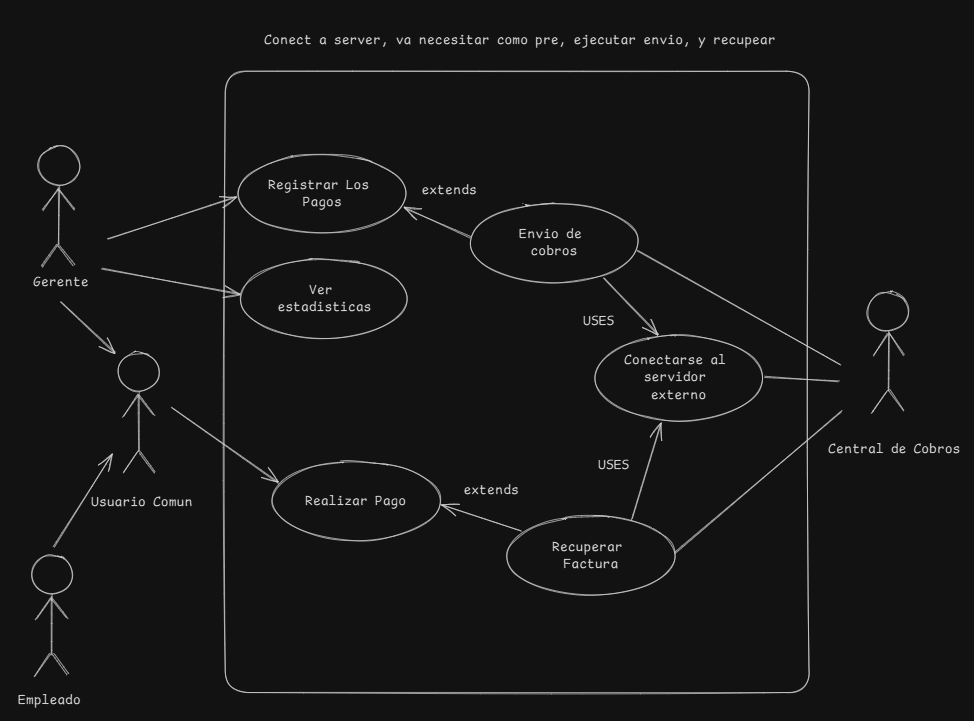 Conect a server, va necesitar como pre, ejecutar envio, y recupear
Registrar Los
Pagos
extends
Envio de
cobros
Gerente
Ver
estadisticas
USES
Conectarse al
servidor
externo
Central de Cobros
USES
Usuario Comun
Realizar Pago
extends
Recuperar
Factura
Empleado